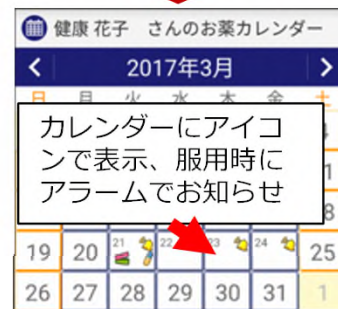 健康 花子　さんのお薬カレンダー
< 2017年3月 >
日 月 火 水 木 金 土
カレンダーにアイコ
ンで表示、服用時に
アラームでお知らせ
19 20 21 22 23 24 25
26 27 28 29 30 31 1